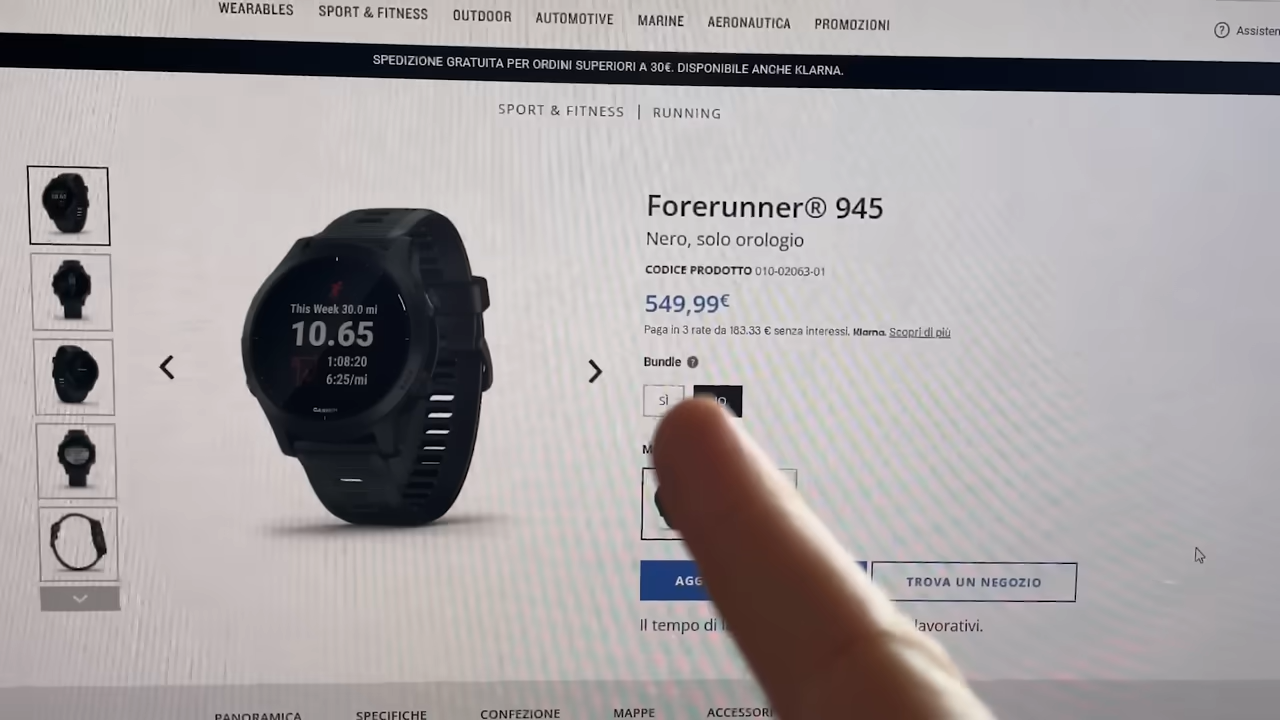 WEARABLES SPORT & FITNESS OUTDOOR AUTOMOTIVE MARINE AERONAUTICA PROMOZIONI
SPEDIZIONE GRATUITA PER ORDINI SUPERIORI A 30€. DISPONIBILE ANCHE KLARNA.
SPORT & FITNESS | RUNNING
This Week 30.0 mi
10.65
1:08:20
6:25/mi
GARMIN
Forerunner® 945
Nero, solo orologio
CODICE PRODOTTO 010-02063-01
549,99€
Paga in 3 rate da 183.33 € senza interessi. Klarna. Scopri di più
Bundle
SÌ
TROVA UN NEGOZIO
Il tempo di lavorativi.
PANORAMICA SPECIFICHE CONFEZIONE MAPPE